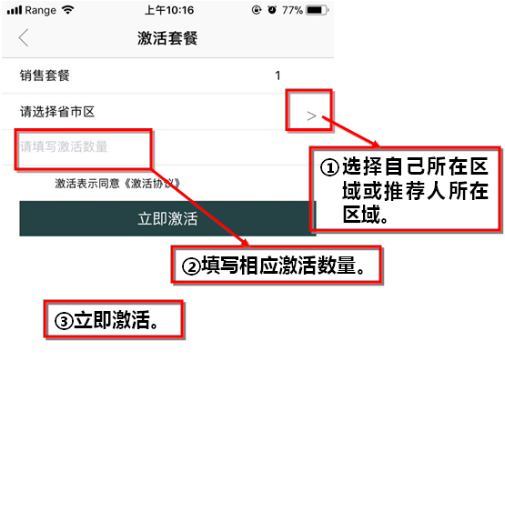 Range 上午10:16 77%
激活套餐
销售套餐 1
请选择省市区 >
请填写激活数量
激活表示同意《激活协议》
立即激活
①选择自己所在区
域或推荐人所在
区域。
②填写相应激活数量。
③立即激活。